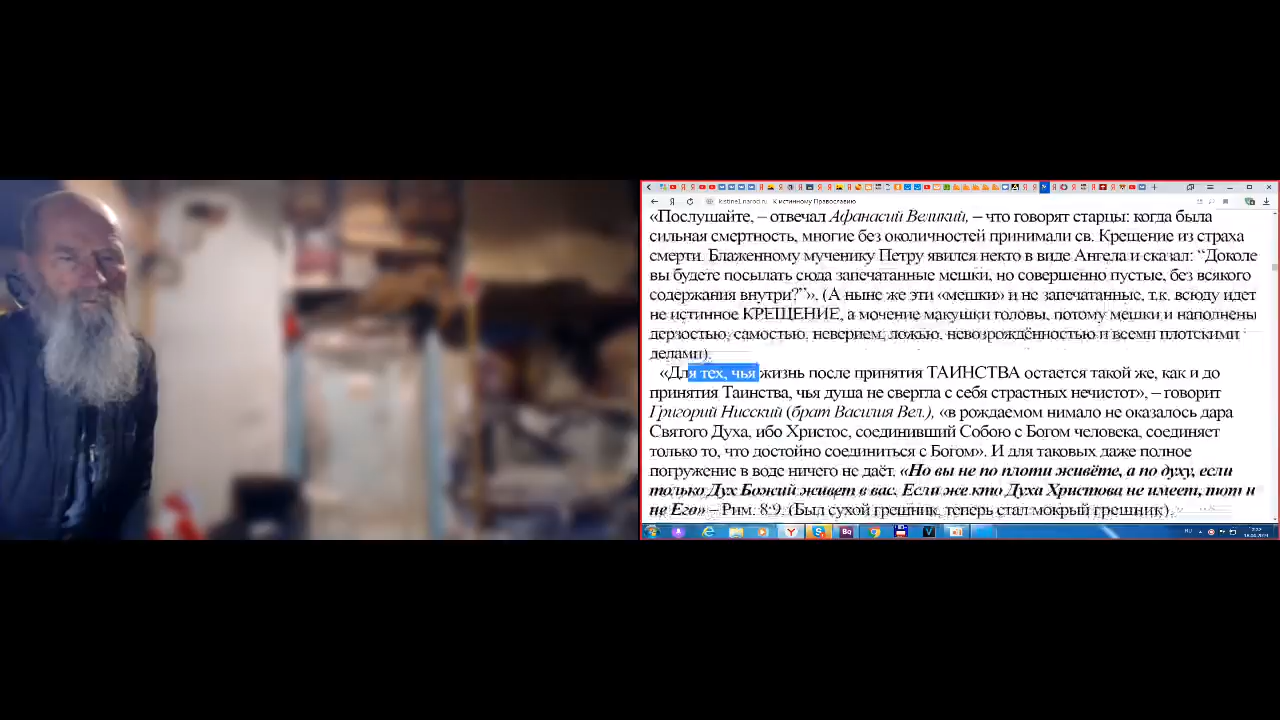 k.istine1.narod.ru К истинному Православию
«Послушайте, – отвечал Афанасий Великий, – что говорят старцы: когда была
сильная смертность, многие без околичностей принимали св. Крещение из страха
смерти. Блаженному мученику Петру явился некто в виде Ангела и сказал: “Доколе
вы будете посылать сюда запечатанные мешки, но совершенно пустые, без всякого
содержания внутри?”». (А ныне же эти «мешки» и не запечатанные, т.к. всюду идет
не истинное КРЕЩЕНИЕ, а мочение макушки головы, потому мешки и наполнены
дерзостью, самостью, неверием, ложью, невозрождённостью и всеми плотскими
делами).
«Для тех, чья жизнь после принятия ТАИНСТВА остается такой же, как и до
принятия Таинства, чья душа не свергла с себя страстных нечистот», – говорит
Григорий Нисский (брат Василия Вел.), «в рождаемом нимало не оказалось дара
Святого Духа, ибо Христос, соединивший Собою с Богом человека, соединяет
только то, что достойно соединиться с Богом». И для таковых даже полное
погружение в воде ничего не даёт. «Но вы не по плоти живёте, а по духу, если
только Дух Божий живет в вас. Если же кто Духа Христова не имеет, тот и
не Его» – Рим. 8:9. (Был сухой грешник, теперь стал мокрый грешник).
RU